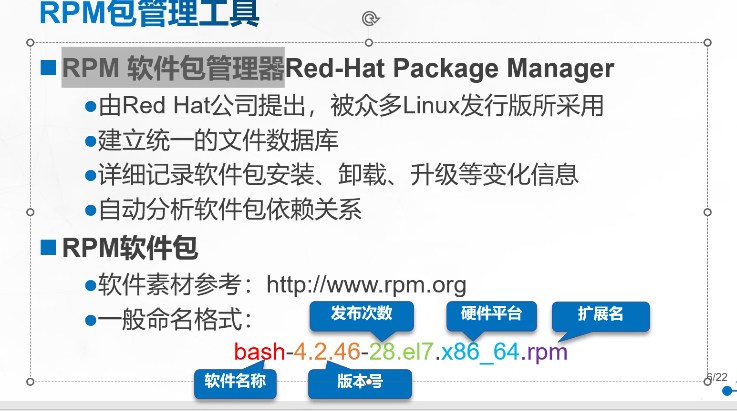 RPM包管理工具
RPM 软件包管理器Red-Hat Package Manager
由Red Hat公司提出，被众多Linux发行版所采用
建立统一的文件数据库
详细记录软件包安装、卸载、升级等变化信息
自动分析软件包依赖关系
RPM软件包
软件素材参考：http://www.rpm.org
一般命名格式：
发布次数
硬件平台
扩展名
bash-4.2.46-28.el7.x86_64.rpm
软件名称
版本号
6/22